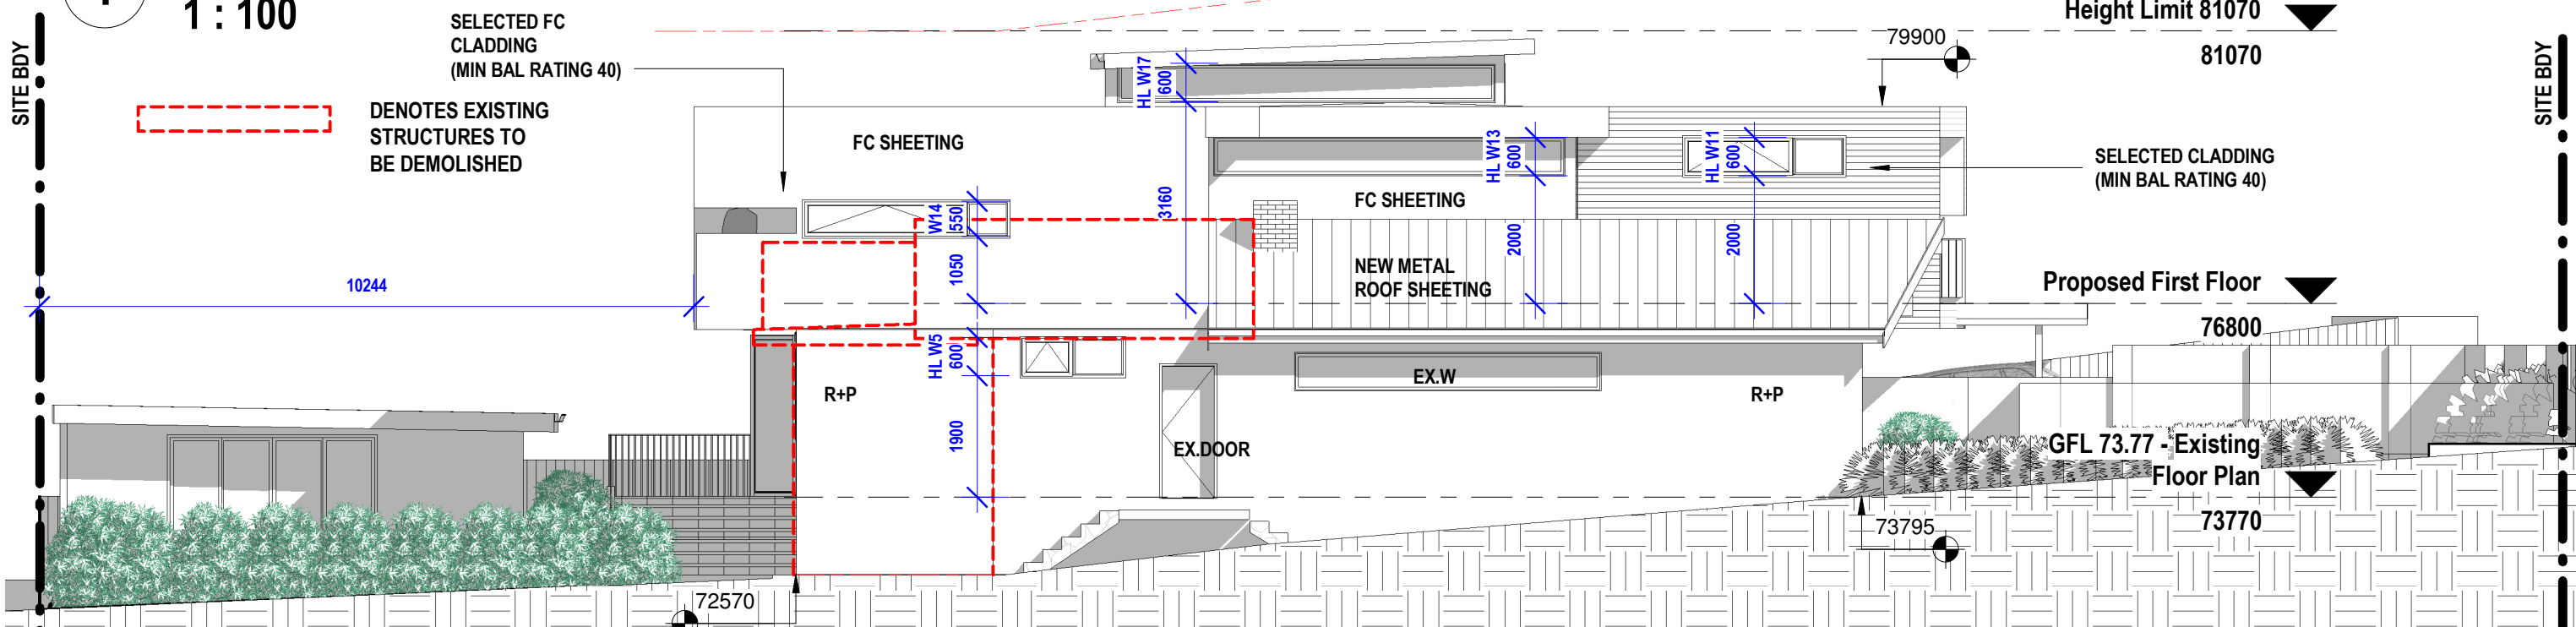 1 : 100
SITE BDY
SELECTED FC
CLADDING
(MIN BAL RATING 40)
DENOTES EXISTING
STRUCTURES TO
BE DEMOLISHED
Height Limit 81070
81070
79900
SITE BDY
HL W17
600
FC SHEETING
HL W13
600
HL W11
600
SELECTED CLADDING
(MIN BAL RATING 40)
W14
550
3160
FC SHEETING
1050
2000
2000
10244
NEW METAL
ROOF SHEETING
Proposed First Floor
76800
HL W5
600
EX.W
R+P
R+P
1900
EX.DOOR
GFL 73.77 - Existing
Floor Plan
73770
73795
72570